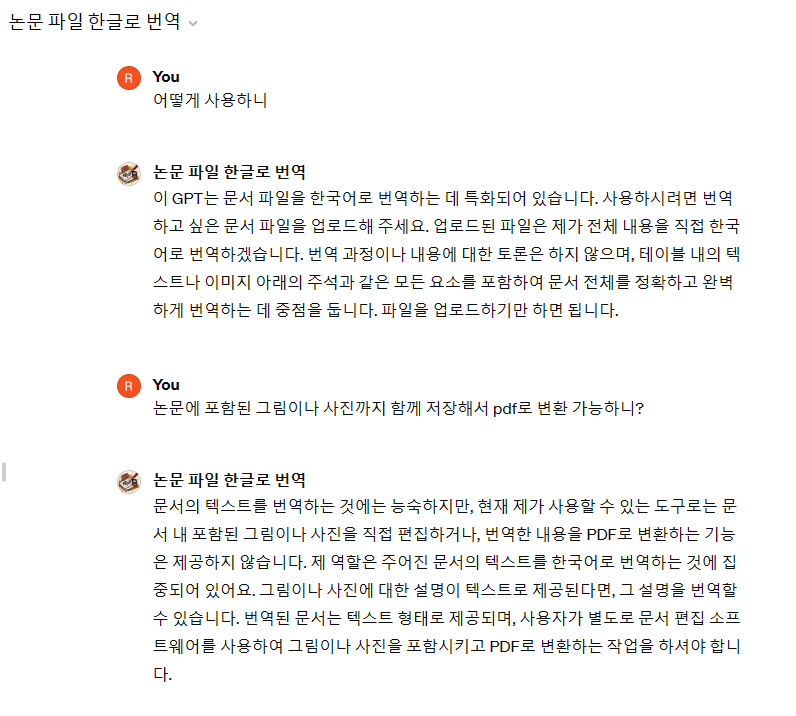 논문 파일 한글로 번역
R
You
어떻게 사용하니
논문 파일 한글로 번역
이 GPT는 문서 파일을 한국어로 번역하는 데 특화되어 있습니다. 사용하시려면 번역
하고 싶은 문서 파일을 업로드해 주세요. 업로드된 파일은 제가 전체 내용을 직접 한국
어로 번역하겠습니다. 번역 과정이나 내용에 대한 토론은 하지 않으며, 테이블 내의 텍
스트나 이미지 아래의 주석과 같은 모든 요소를 포함하여 문서 전체를 정확하고 완벽
하게 번역하는 데 중점을 둡니다. 파일을 업로드하기만 하면 됩니다.
R
You
논문에 포함된 그림이나 사진까지 함께 저장해서 pdf로 변환 가능하니?
논문 파일 한글로 번역
문서의 텍스트를 번역하는 것에는 능숙하지만, 현재 제가 사용할 수 있는 도구로는 문
서 내 포함된 그림이나 사진을 직접 편집하거나, 번역한 내용을 PDF로 변환하는 기능
은 제공하지 않습니다. 제 역할은 주어진 문서의 텍스트를 한국어로 번역하는 것에 집
중되어 있어요. 그림이나 사진에 대한 설명이 텍스트로 제공된다면, 그 설명을 번역할
수 있습니다. 번역된 문서는 텍스트 형태로 제공되며, 사용자가 별도로 문서 편집 소프
트웨어를 사용하여 그림이나 사진을 포함시키고 PDF로 변환하는 작업을 하셔야 합니
다.